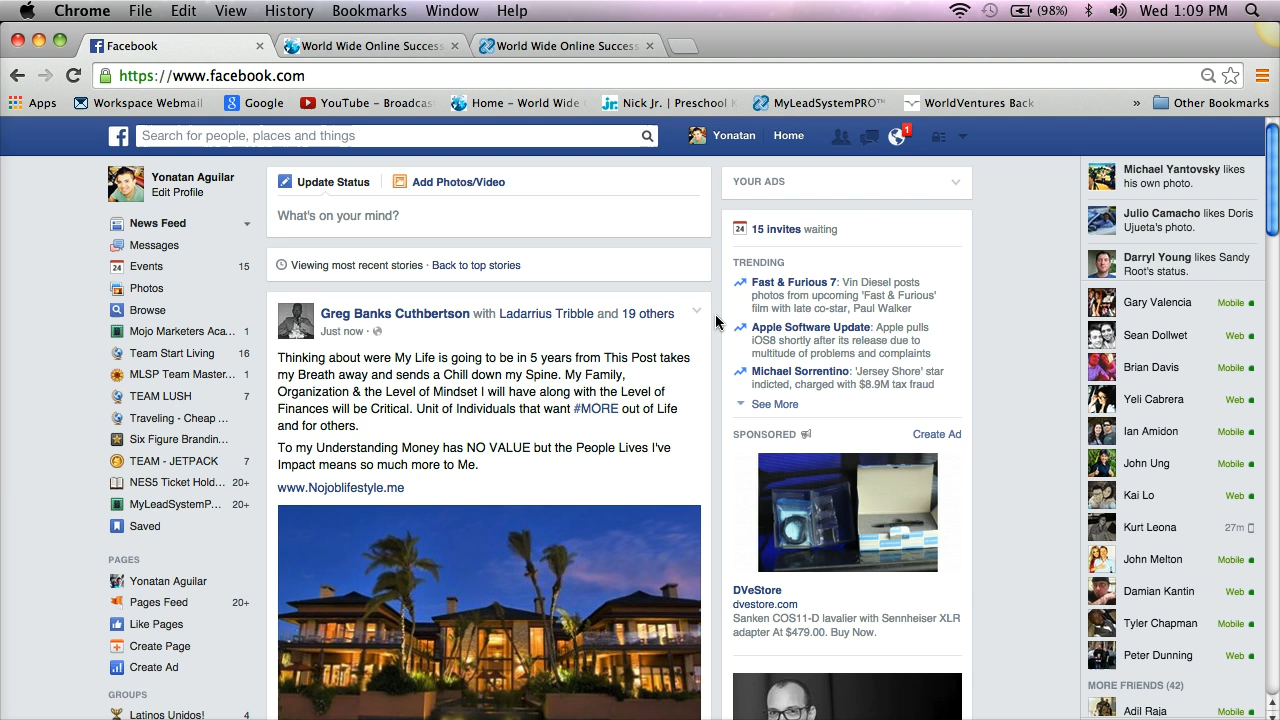 Chrome File Edit View History Bookmarks Window Help (98%) Wed 1:09 PM
Facebook World Wide Online Success World Wide Online Success
https://www.facebook.com
Apps Workspace Webmail Google YouTube – Broadcas Home – World Wide Nick Jr. | Preschool MyLeadSystemPRO™ WorldVentures Back » Other Bookmarks
Search for people, places and things Yonatan Home 1
Yonatan Aguilar
Edit Profile
News Feed
Messages
Events 15
Photos
Browse
Mojo Marketers Aca... 1
Team Start Living 16
MLSP Team Master... 1
TEAM LUSH 7
Traveling - Cheap ...
Six Figure Brandin...
TEAM - JETPACK 7
NES5 Ticket Hold... 20+
MyLeadSystemP... 20+
Saved
PAGES
Yonatan Aguilar
Pages Feed 20+
Like Pages
Create Page
Create Ad
GROUPS
Latinos Unidos! 4
Update Status Add Photos/Video
What's on your mind?
Viewing most recent stories · Back to top stories
Greg Banks Cuthbertson with Ladarrius Tribble and 19 others
Just now ·
Thinking about were My Life is going to be in 5 years from This Post takes
my Breath away and sends a Chill down my Spine. My Family,
Organization & the Level of Mindset I will have along with the Level of
Finances will be Critical. Unit of Individuals that want #MORE out of Life
and for others.
To my Understanding Money has NO VALUE but the People Lives I've
Impact means so much more to Me.
www.Nojoblifestyle.me
YOUR ADS
24 15 invites waiting
TRENDING
Fast & Furious 7: Vin Diesel posts
photos from upcoming 'Fast & Furious'
film with late co-star, Paul Walker
Apple Software Update: Apple pulls
iOS8 shortly after its release due to
multitude of problems and complaints
Michael Sorrentino: 'Jersey Shore' star
indicted, charged with $8.9M tax fraud
See More
SPONSORED Create Ad
DVeStore
dvestore.com
Sanken COS11-D lavalier with Sennheiser XLR
adapter At $479.00. Buy Now.
Michael Yantovsky likes
his own photo.
Julio Camacho likes Doris
Ujueta's photo.
Darryl Young likes Sandy
Root's status.
Gary Valencia Mobile
Sean Dollwet Web
Brian Davis Mobile
Yeli Cabrera Web
Ian Amidon Mobile
John Ung Mobile
Kai Lo Web
Kurt Leona 27m
John Melton Mobile
Damian Kantin Web
Tyler Chapman Mobile
Peter Dunning Web
MORE FRIENDS (42)
Adil Raja Mobile